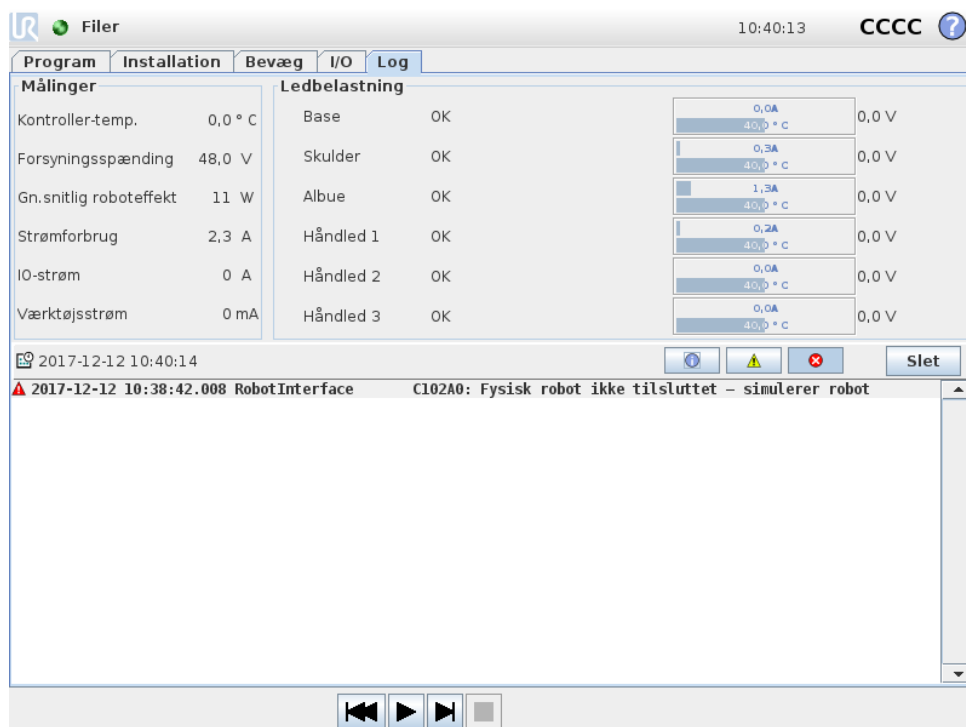 UR Filer 10:40:13 CCCC ?
Program Installation Bevæg I/O Log
Målinger
Kontroller-temp. 0,0 ° C
Forsyningsspænding 48,0 V
Gn.snitlig roboteffekt 11 W
Strømforbrug 2,3 A
IO-strøm 0 A
Værktøjsstrøm 0 mA
Ledbelastning
Base OK 0,0A 40,0 ° C 0,0 V
Skulder OK 0,3A 40,0 ° C 0,0 V
Albue OK 1,3A 40,0 ° C 0,0 V
Håndled 1 OK 0,2A 40,0 ° C 0,0 V
Håndled 2 OK 0,0A 40,0 ° C 0,0 V
Håndled 3 OK 0,0A 40,0 ° C 0,0 V
2017-12-12 10:40:14 Slet
2017-12-12 10:38:42.008 RobotInterface C102A0: Fysisk robot ikke tilsluttet – simulerer robot